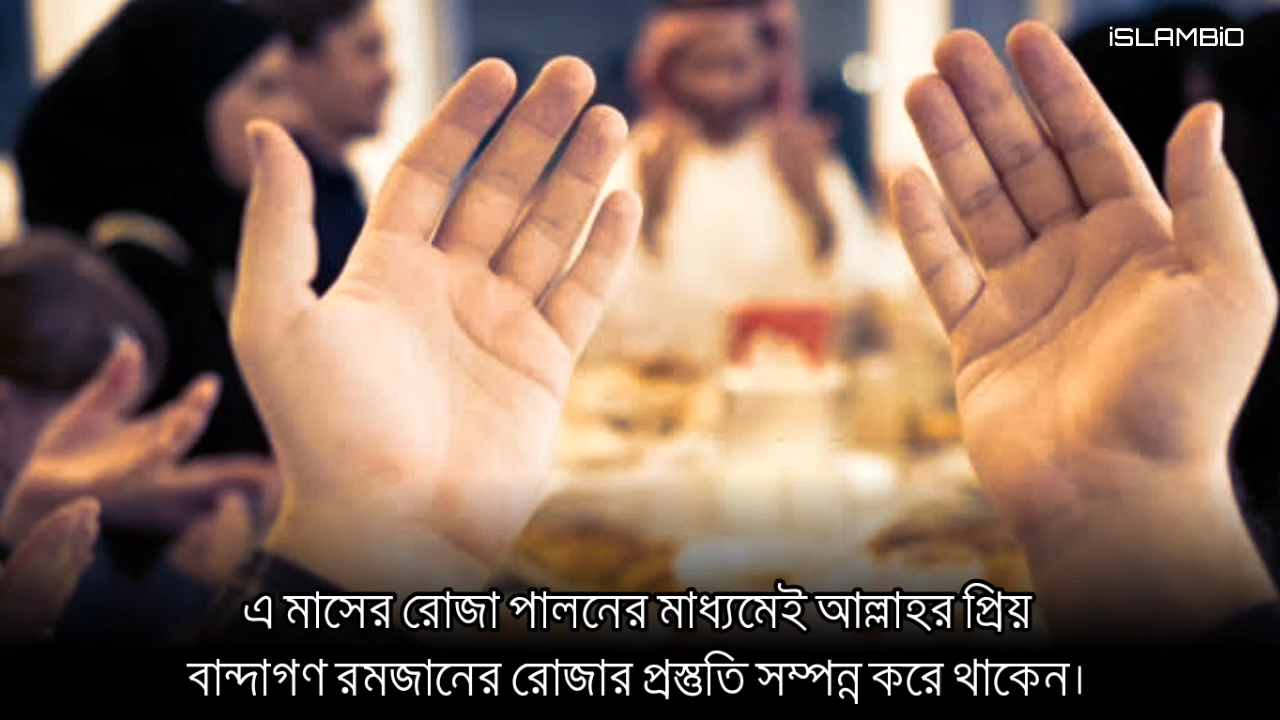 iSLAMBiO
এ মাসের রোজা পালনের মাধ্যমেই আল্লাহর প্রিয়
বান্দাগণ রমজানের রোজার প্রস্তুতি সম্পন্ন করে থাকেন।